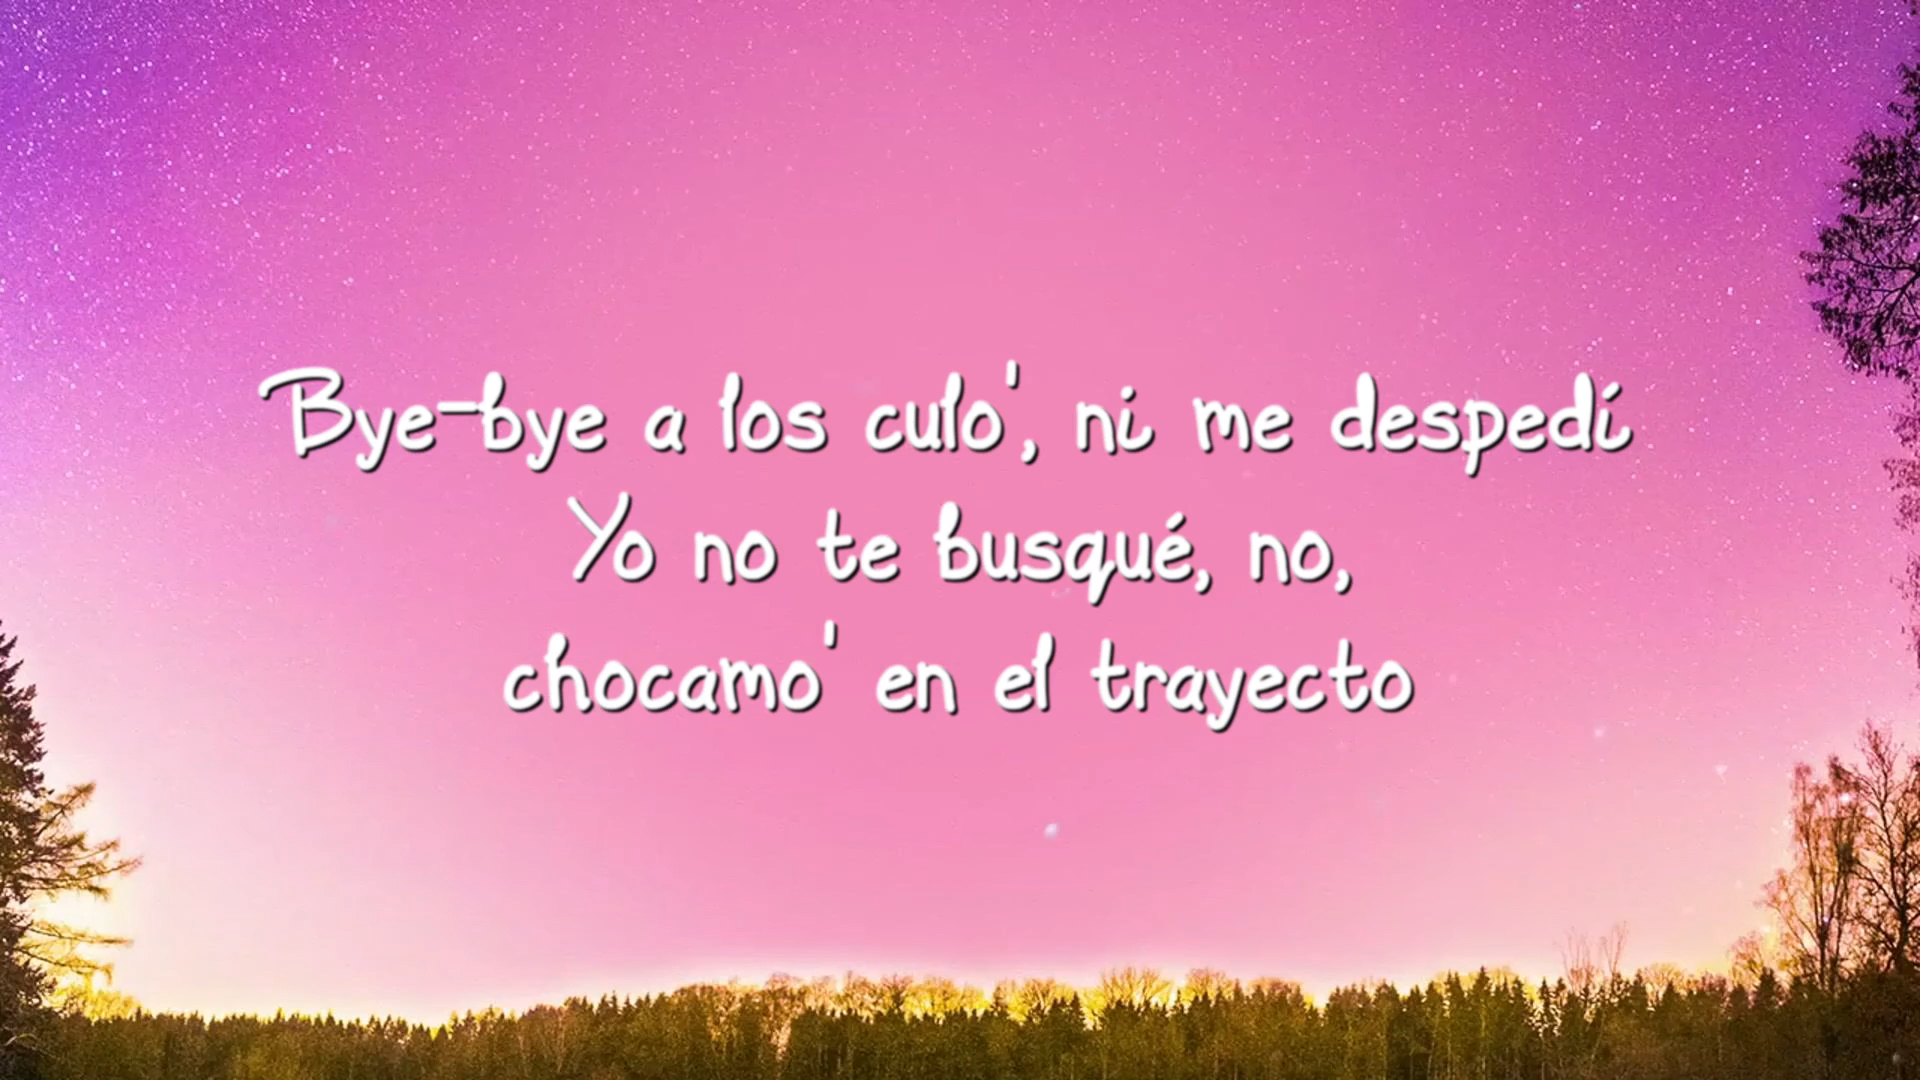 Bye-bye a los culo', ni me despedí
Yo no te busqué, no,
chocamo' en el trayecto